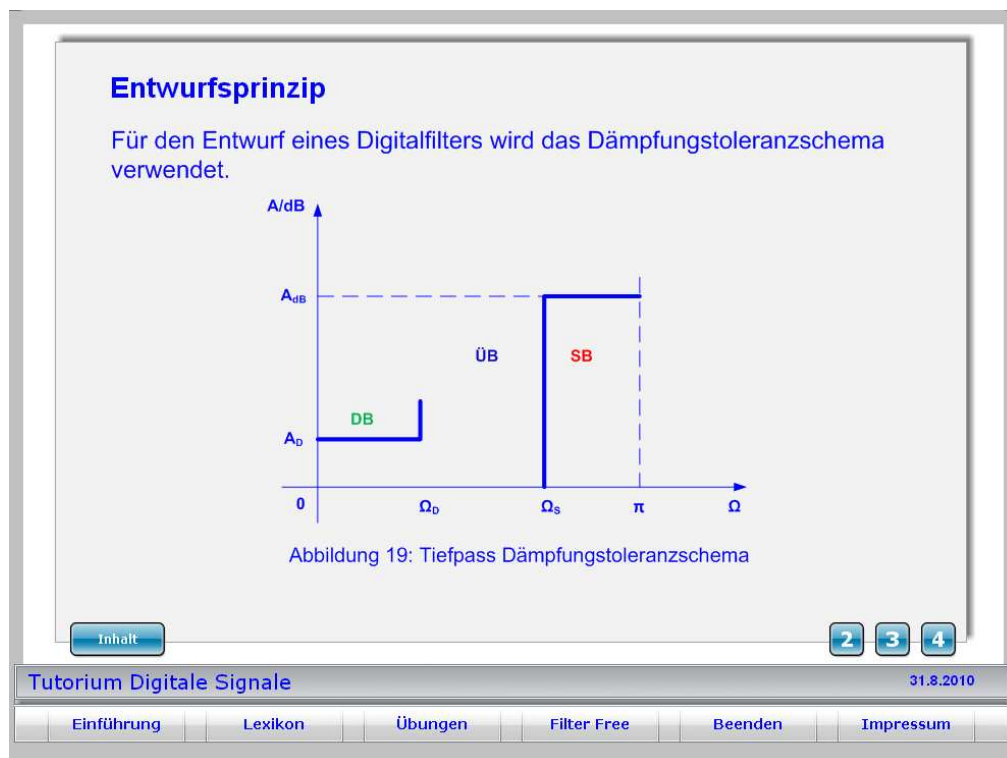 Entwurfsprinzip
Für den Entwurf eines Digitalfilters wird das Dämpfungstoleranzschema
verwendet.
A/dB
AdB
ÜB
SB
DB
AD
0
ΩD
ΩS
π
Ω
Abbildung 19: Tiefpass Dämpfungstoleranzschema
Inhalt
2 3 4
Tutorium Digitale Signale
31.8.2010
Einführung Lexikon Übungen Filter Free Beenden Impressum